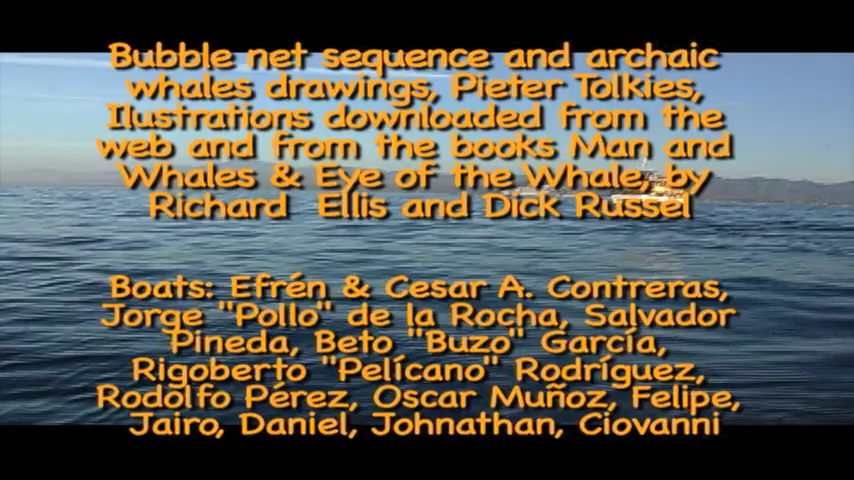 Bubble net sequence and archaic
whales drawings, Pieter Tolkies,
Ilustrations downloaded from the
web and from the books Man and
Whales & Eye of the Whale, by
Richard Ellis and Dick Russel
Boats: Efrén & Cesar A. Contreras,
Jorge "Pollo" de la Rocha, Salvador
Pineda, Beto "Buzo" García,
Rigoberto "Pelícano" Rodríguez,
Rodolfo Pérez, Oscar Muñoz, Felipe,
Jairo, Daniel, Johnathan, Ciovanni